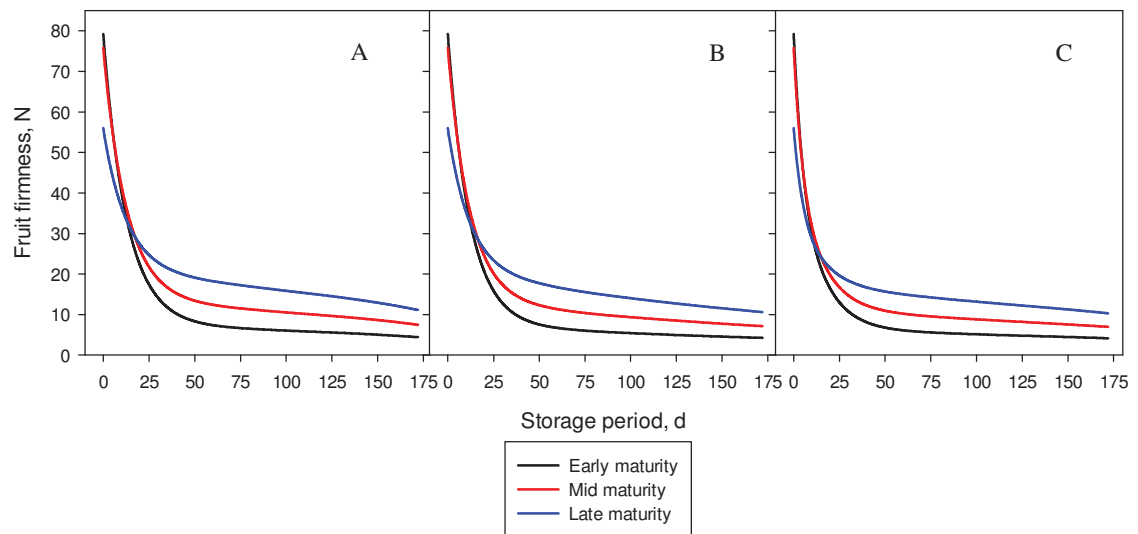 A B C
Fruit firmness, N
80
70
60
50
40
30
20
10
0
0 25 50 75 100 125 150 175 0 25 50 75 100 125 150 175 0 25 50 75 100 125 150 175
Storage period, d
Early maturity
Mid maturity
Late maturity